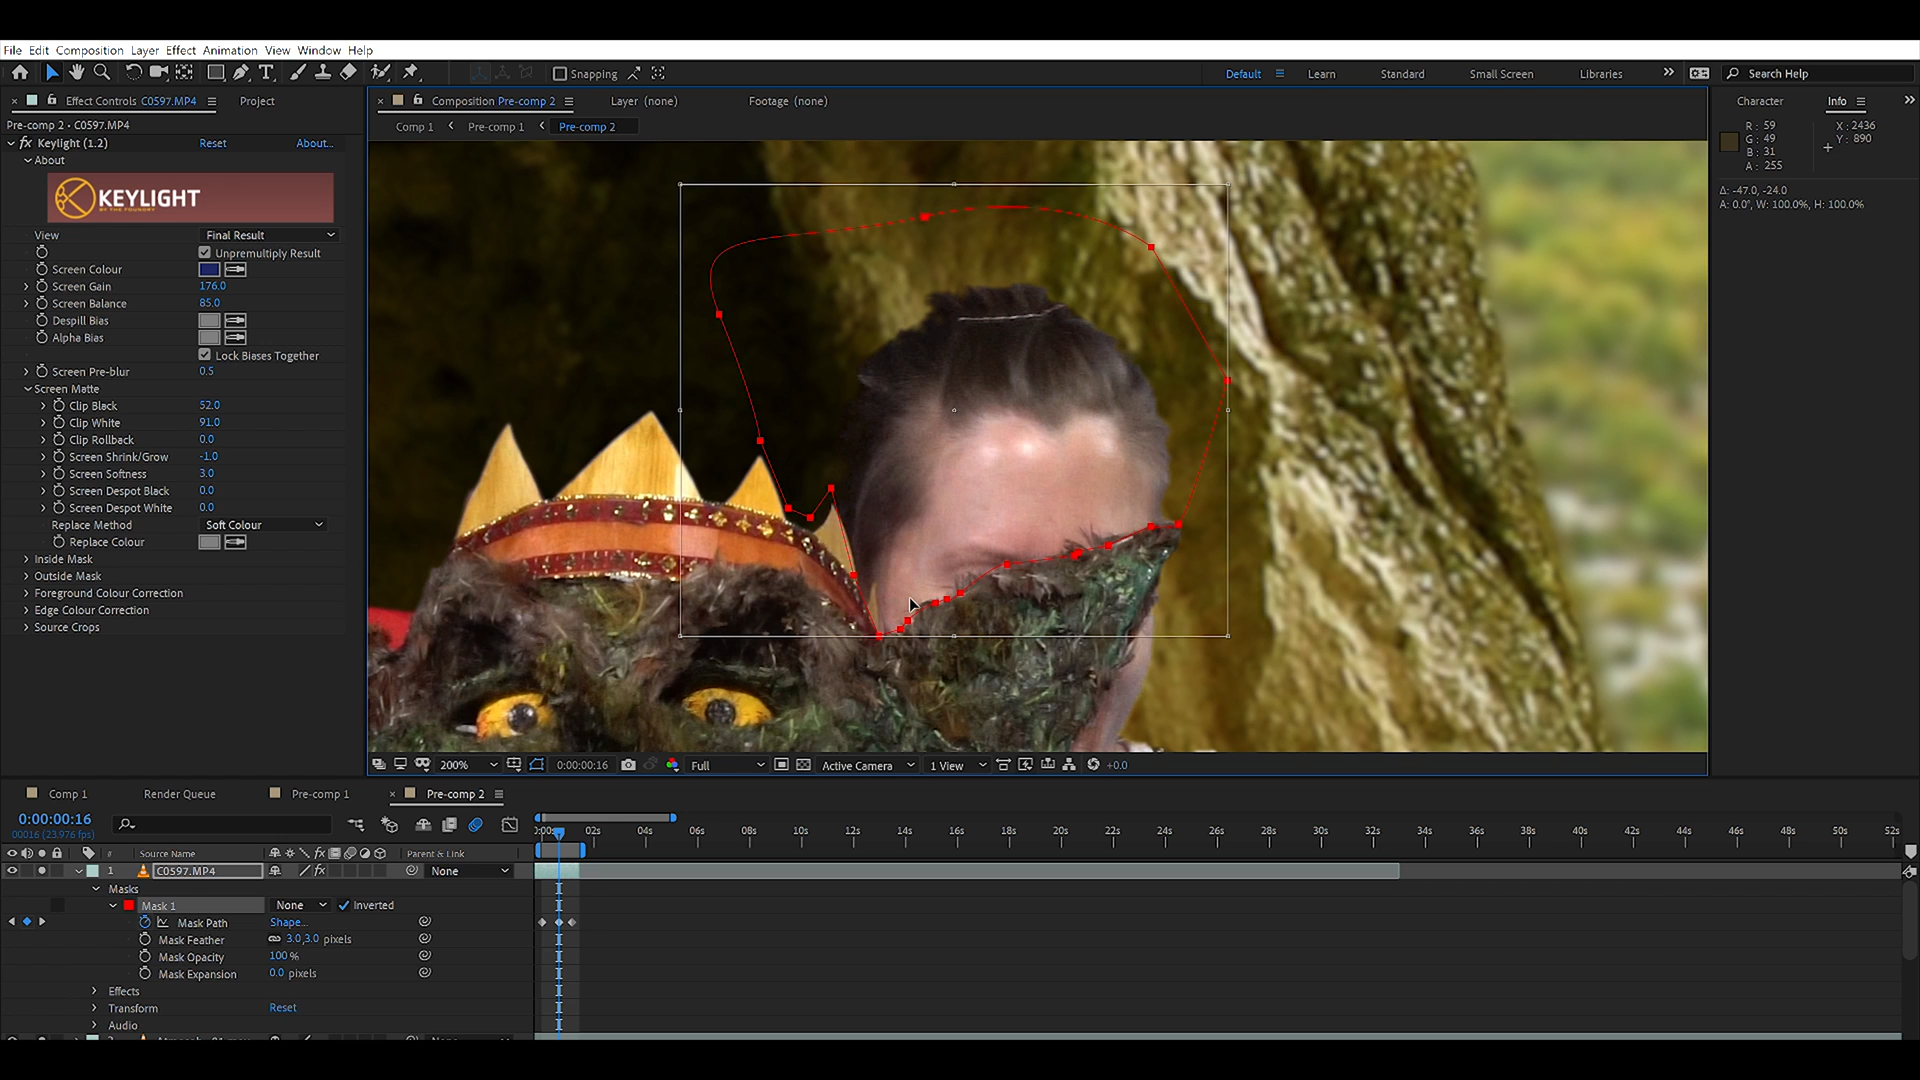 File Edit Composition Layer Effect Animation View Window Help
Snapping
Default Learn Standard Small Screen Libraries Search Help
Effect Controls C0597.MP4 Project
Composition Pre-comp 2 Layer (none) Footage (none)
Character Info
Pre-comp 2 • C0597.MP4
Comp 1 Pre-comp 1 Pre-comp 2
R : 59 X : 2436
G : 49 Y : 890
B : 31
A : 255
Δ: -47.0, -24.0
A: 0.0°, W: 100.0%, H: 100.0%
fx Keylight (1.2) Reset About...
About
KEYLIGHT
BY THE FOUNDRY
View Final Result
Unpremultiply Result
Screen Colour
Screen Gain 176.0
Screen Balance 85.0
Despill Bias
Alpha Bias
Lock Biases Together
Screen Pre-blur 0.5
Screen Matte
Clip Black 52.0
Clip White 91.0
Clip Rollback 0.0
Screen Shrink/Grow -1.0
Screen Softness 3.0
Screen Despot Black 0.0
Screen Despot White 0.0
Replace Method Soft Colour
Replace Colour
Inside Mask
Outside Mask
Foreground Colour Correction
Edge Colour Correction
Source Crops
200% 0:00:00:16 Full Active Camera 1 View +0.0
Comp 1 Render Queue Pre-comp 1 Pre-comp 2
0:00:00:16
00016 (23.976 fps)
02s 04s 06s 08s 10s 12s 14s 16s 18s 20s 22s 24s 26s 28s 30s 32s 34s 36s 38s 40s 42s 44s 46s 48s 50s 52s
# Source Name fx Parent & Link
1 C0597.MP4 fx None
Masks
Mask 1 None Inverted
Mask Path Shape...
Mask Feather 3.0,3.0 pixels
Mask Opacity 100 %
Mask Expansion 0.0 pixels
Effects
Transform Reset
Audio